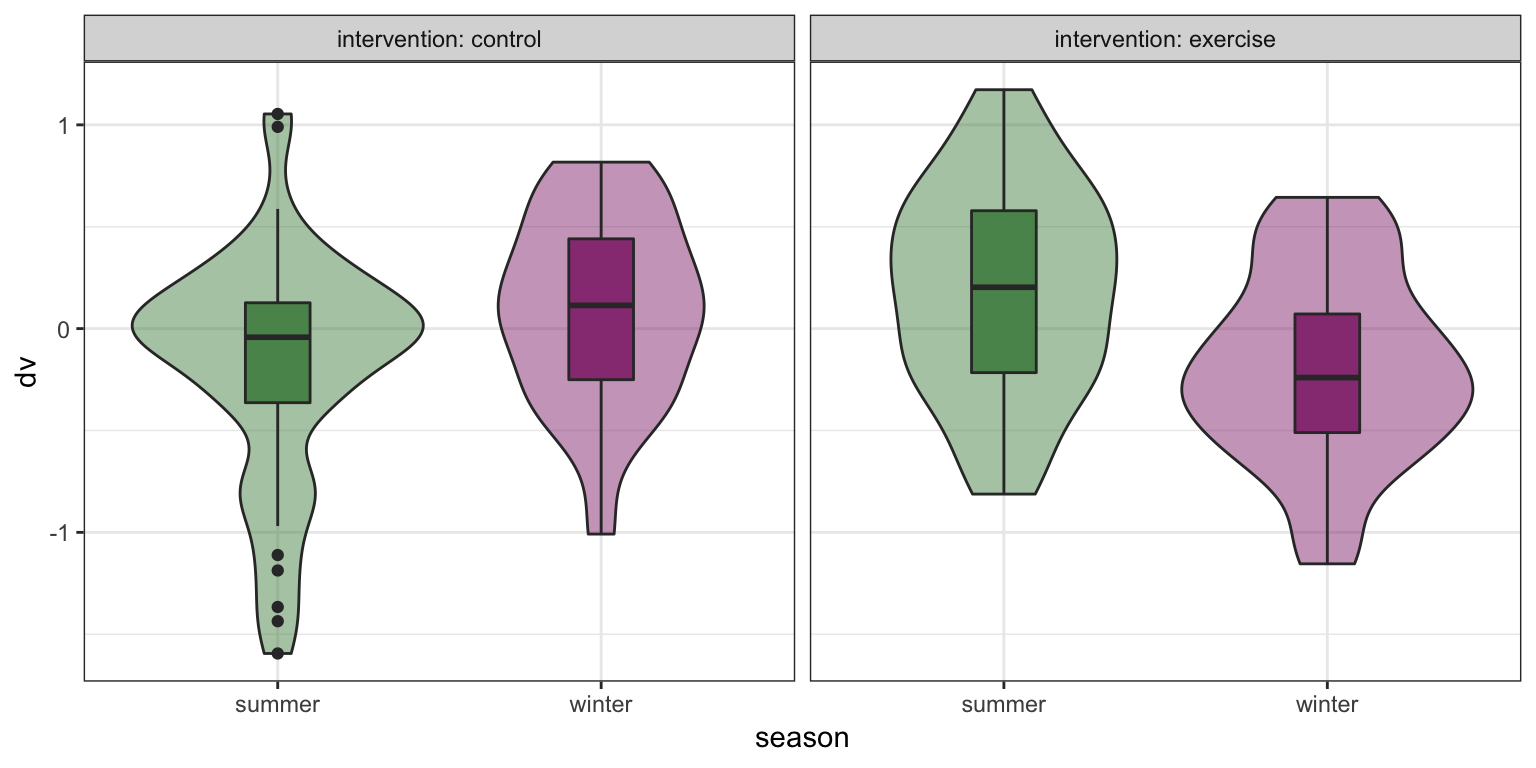 intervention: control
intervention: exercise
1
0
-1
dv
summer
winter
summer
winter
season